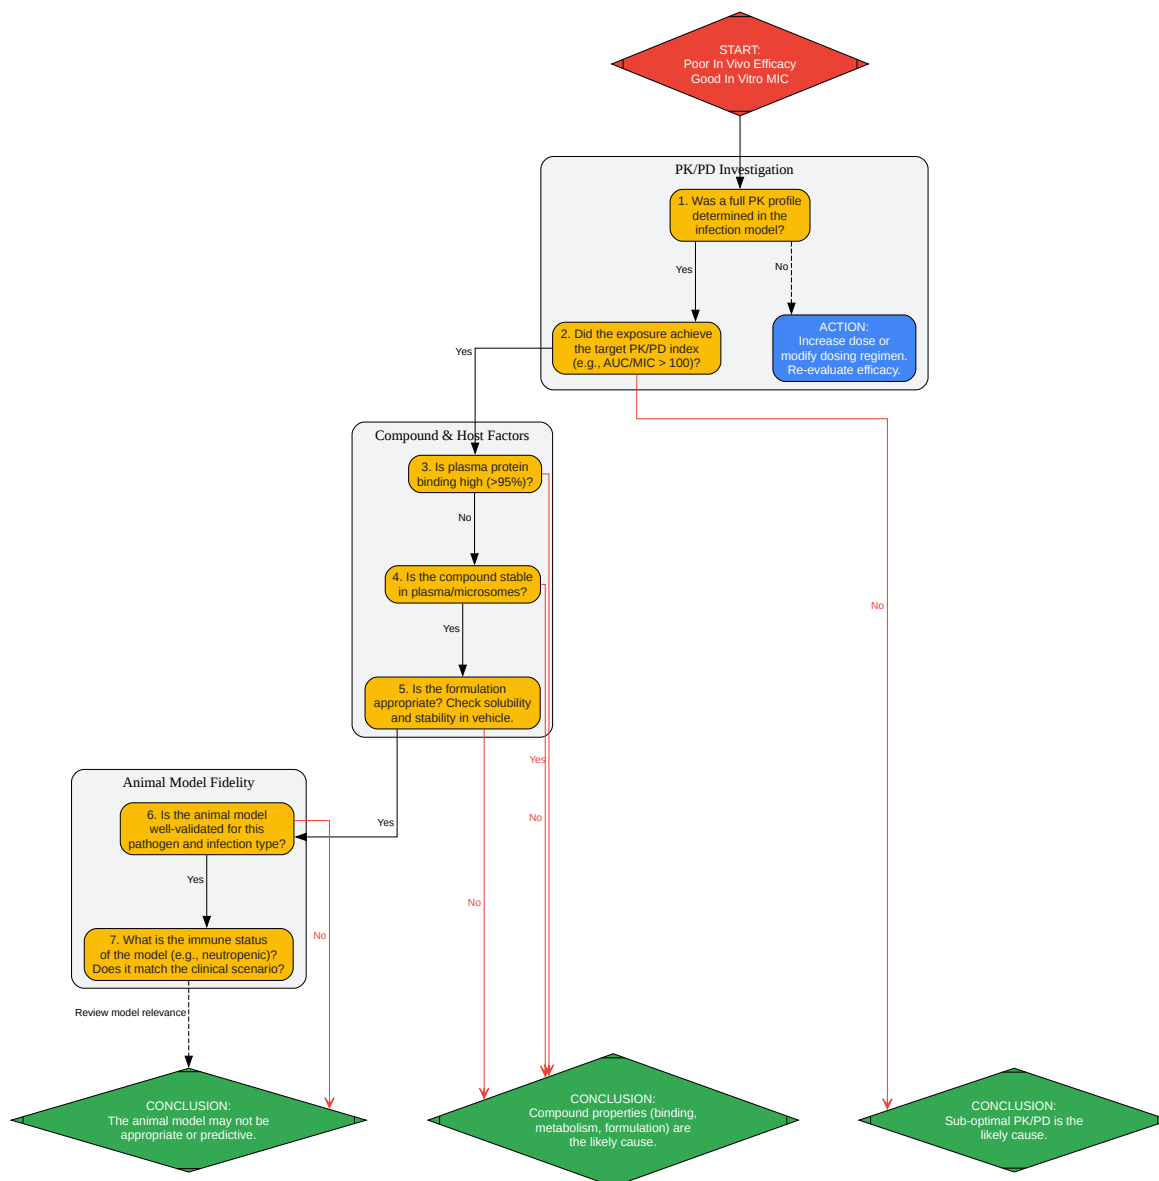 START:
Poor In Vivo Efficacy
Good In Vitro MIC
PK/PD Investigation
1. Was a full PK profile
determined in the
infection model?
Yes
No
2. Did the exposure achieve
the target PK/PD index
(e.g., AUC/MIC > 100)?
ACTION:
Increase dose or
modify dosing regimen.
Re-evaluate efficacy.
Yes
Compound & Host Factors
3. Is plasma protein
binding high (>95%)?
No
4. Is the compound stable
in plasma/microsomes?
No
Yes
5. Is the formulation
appropriate? Check solubility
and stability in vehicle.
Yes
Animal Model Fidelity
6. Is the animal model
well-validated for this
pathogen and infection type?
Yes
No
Yes
No
No
7. What is the immune status
of the model (e.g., neutropenic)?
Does it match the clinical scenario?
Review model relevance
CONCLUSION:
The animal model may not be
appropriate or predictive.
CONCLUSION:
Compound properties (binding,
metabolism, formulation) are
the likely cause.
CONCLUSION:
Sub-optimal PK/PD is the
likely cause.